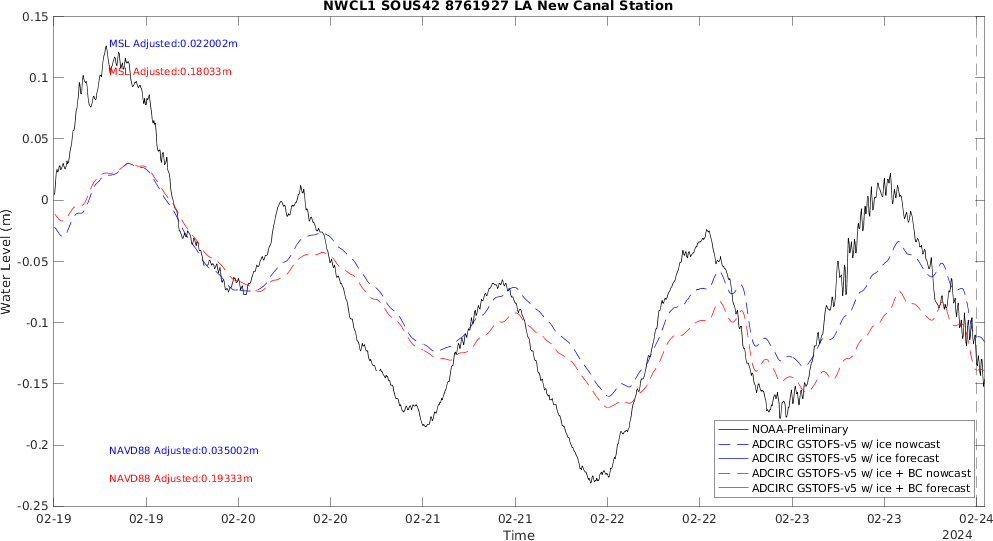 NWCL1 SOUS42 8761927 LA New Canal Station
0.15
0.1
0.05
0
-0.05
-0.1
-0.15
-0.2
-0.25
Water Level (m)
MSL Adjusted:0.022002m
MSL Adjusted:0.18033m
NAVD88 Adjusted:0.035002m
NAVD88 Adjusted:0.19333m
NOAA-Preliminary
ADCIRC GSTOFS-v5 w/ ice nowcast
ADCIRC GSTOFS-v5 w/ ice forecast
ADCIRC GSTOFS-v5 w/ ice + BC nowcast
ADCIRC GSTOFS-v5 w/ ice + BC forecast
02-19 02-19 02-20 02-20 02-21 02-21 02-22 02-22 02-23 02-23 02-24
2024
Time